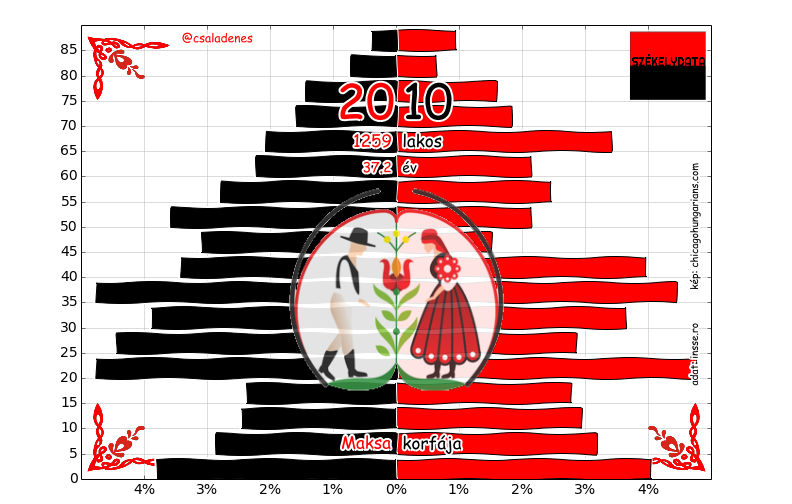 @csaladenes
SZÉKELYDATA
2010
1259 lakos
37,2 év
Maksa korfája
kép: chicagohungarians.com
adat:linsse.ro
85
80
75
70
65
60
55
50
45
40
35
30
25
20
15
10
5
0
4% 3% 2% 1% 0% 1% 2% 3% 4%